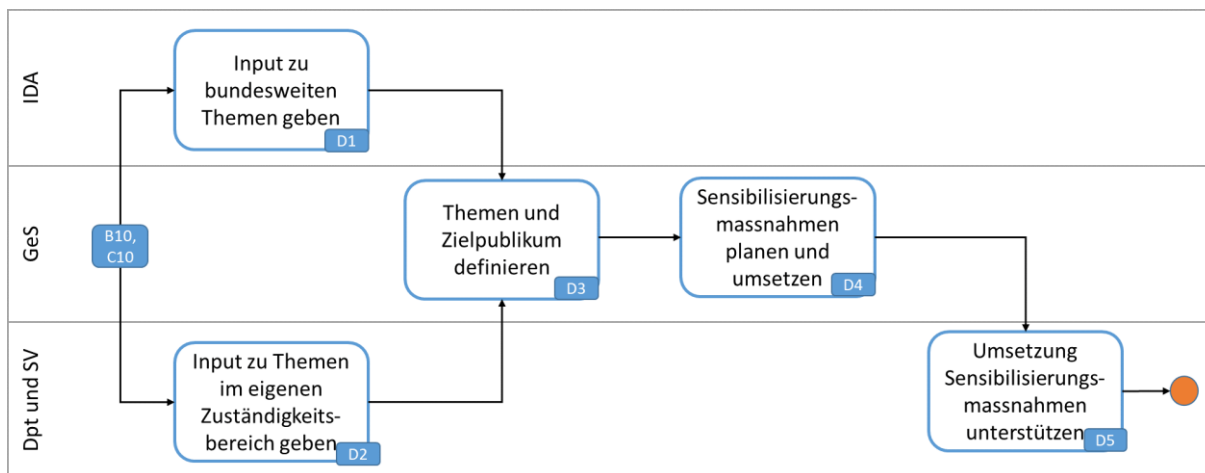 IDA
Input zu
bundesweiten
Themen geben
D1
GeS
B10,
C10
Themen und
Zielpublikum
definieren
D3
Sensibilisierungs-
massnahmen
planen und
umsetzen
D4
Dpt und SV
Input zu Themen
im eigenen
Zuständigkeits-
bereich geben
D2
Umsetzung
Sensibilisierungs-
massnahmen
unterstützen
D5